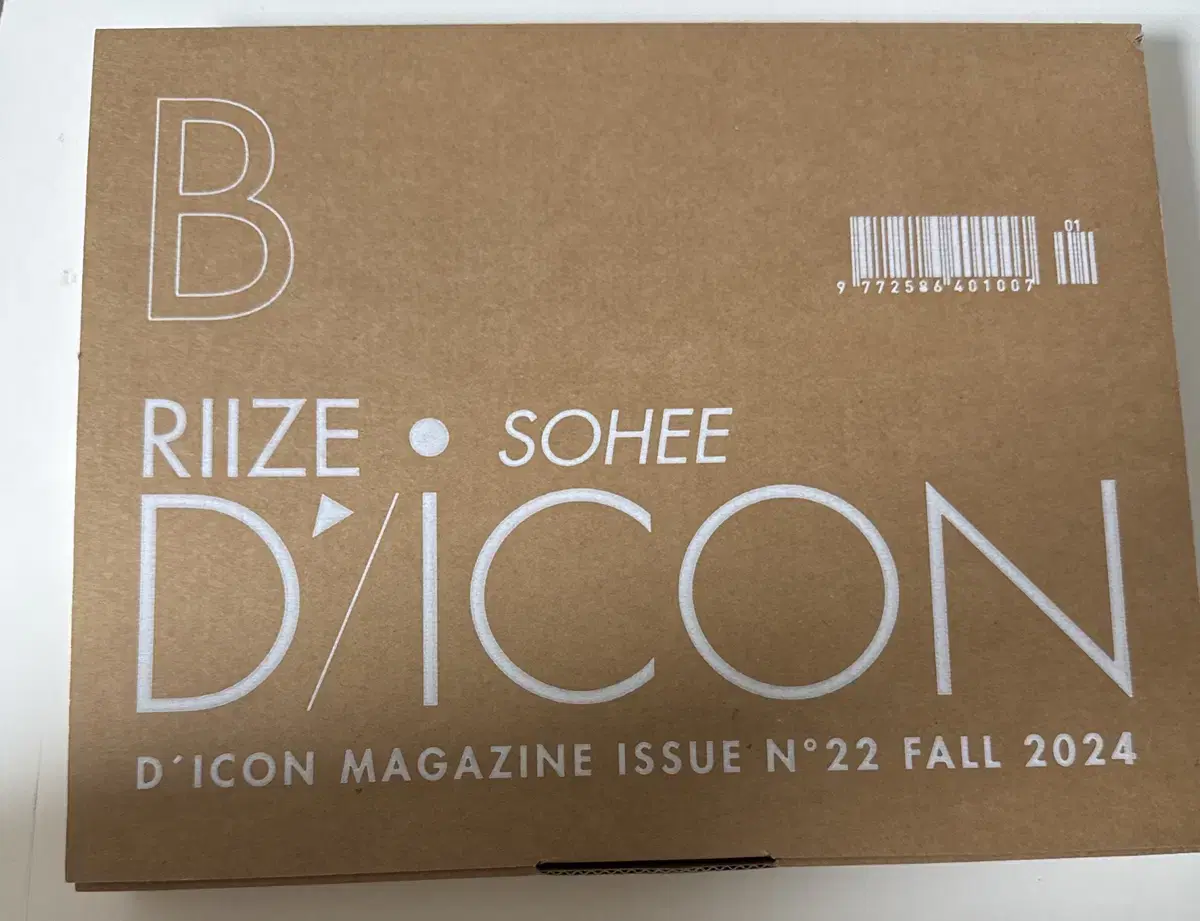 B
01
9 772586 401007
RIIZE • SOHEE
D'/ICON
D´ICON MAGAZINE ISSUE N°22 FALL 2024